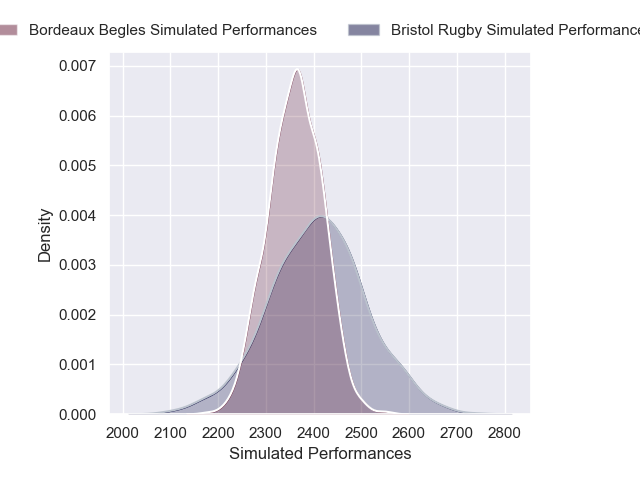 Bordeaux Begles Simulated Performances
Bristol Rugby Simulated Performance
0.007
0.006
0.005
0.004
0.003
0.002
0.001
0.000
Density
2000 2100 2200 2300 2400 2500 2600 2700 2800
Simulated Performances